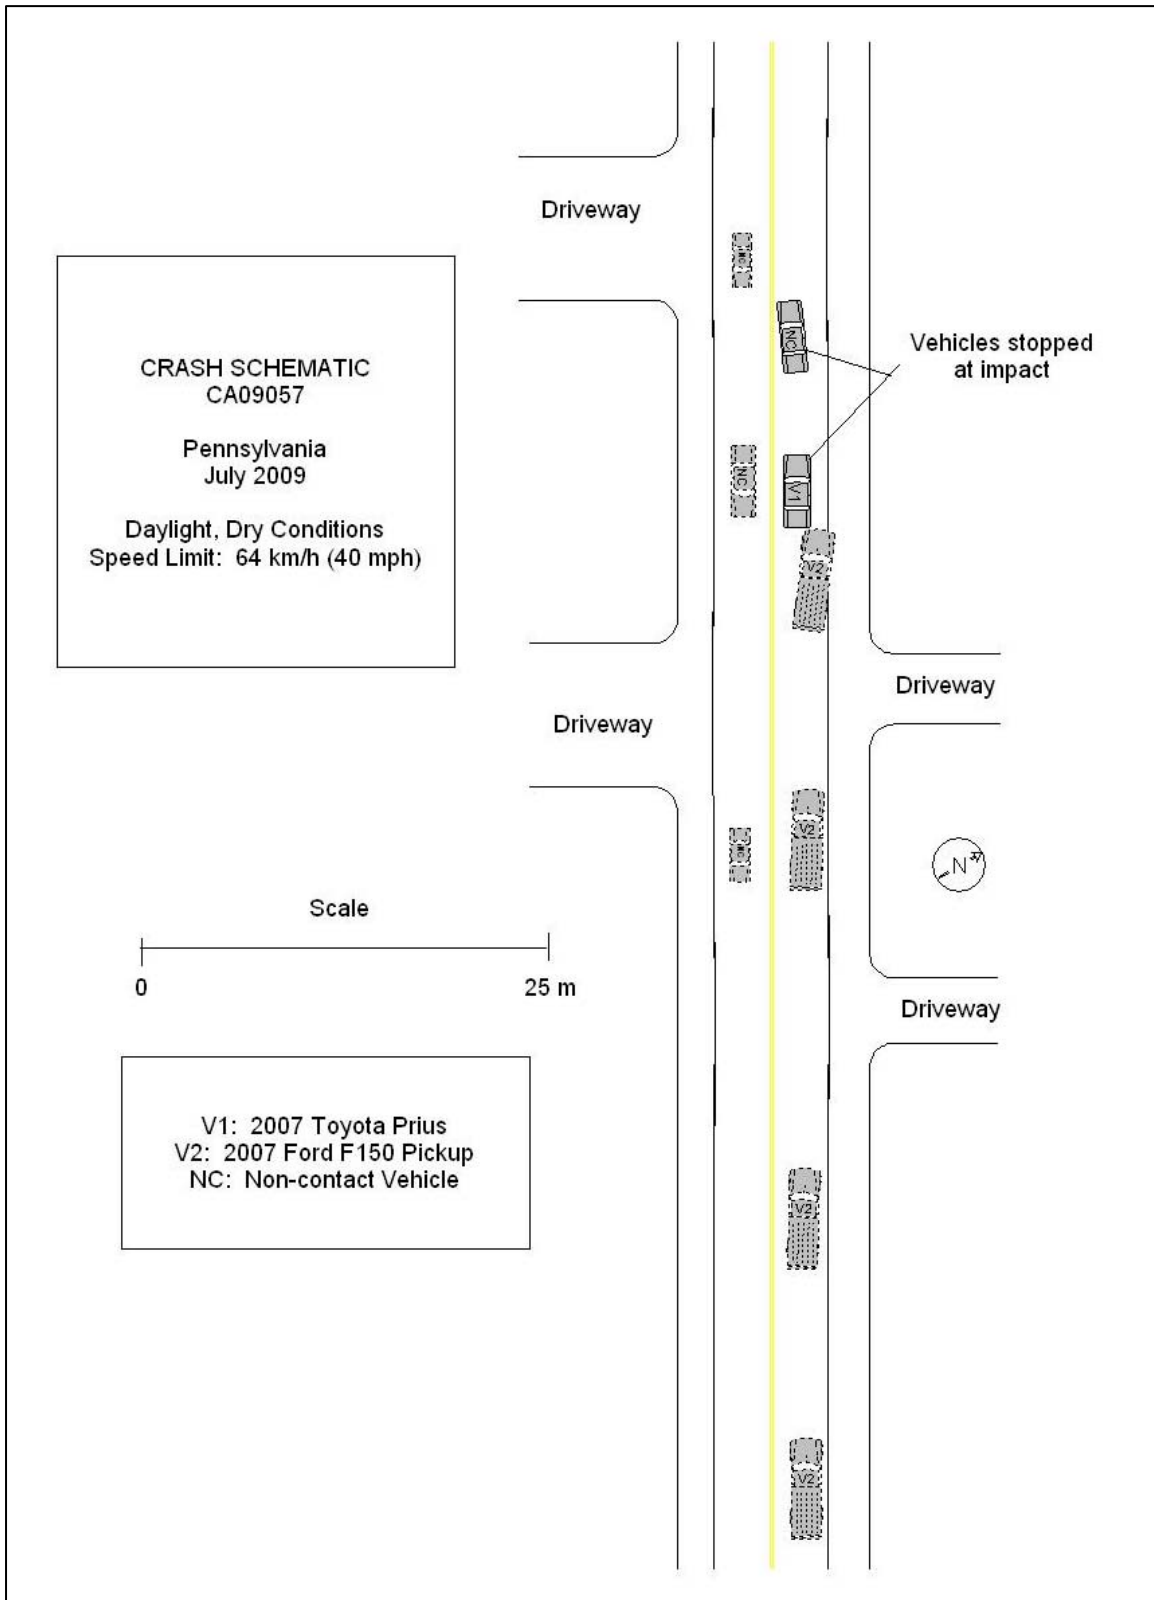 Driveway
NC
CRASH SCHEMATIC
CA09057
Pennsylvania
July 2009
Daylight, Dry Conditions
Speed Limit:  64 km/h (40 mph)
NC
Vehicles stopped
at impact
NC
V1
V2
Driveway
Driveway
V2
NC
N
Scale
0
25 m
Driveway
V1:  2007 Toyota Prius
V2:  2007 Ford F150 Pickup
NC:  Non-contact Vehicle
V2
V2